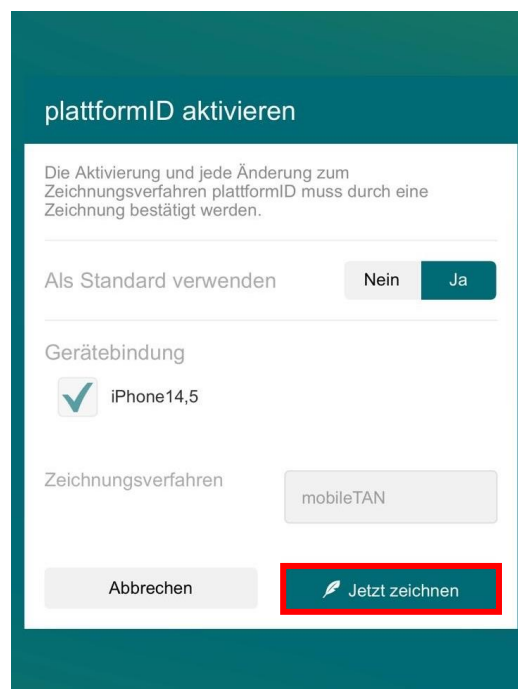 plattformID aktivieren
Die Aktivierung und jede Änderung zum
Zeichnungsverfahren plattformID muss durch eine
Zeichnung bestätigt werden.
Als Standard verwenden
Nein
Ja
Gerätebindung
iPhone14,5
Zeichnungsverfahren
mobileTAN
Abbrechen
Jetzt zeichnen